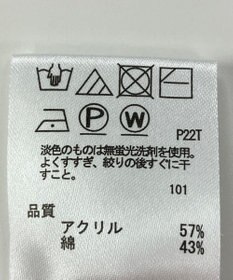 P W
P22T
淡色のものは無蛍光洗剤を使用。
よくすすぎ、絞りの後すぐに干
すこと。
101
品質
アクリル 57%
綿 43%